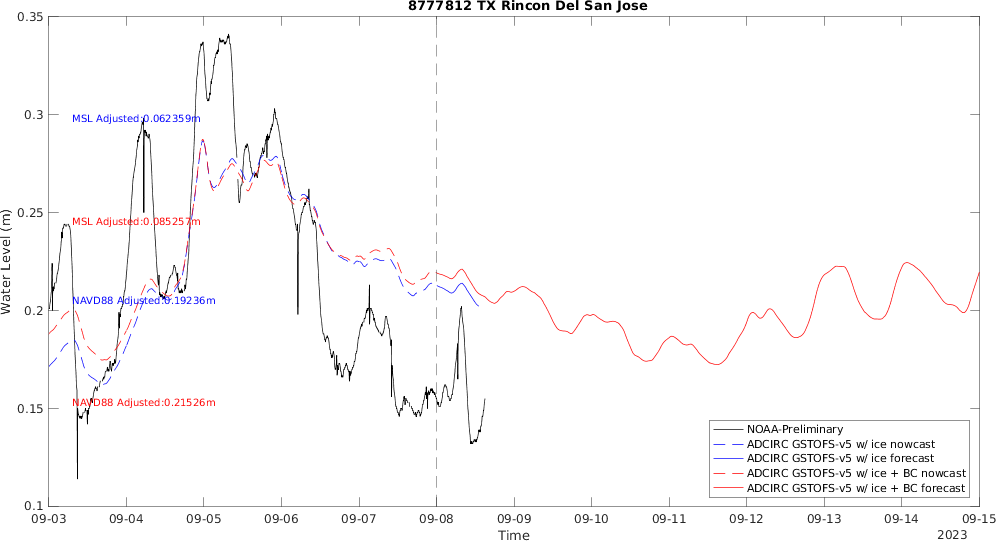 8777812 TX Rincon Del San Jose
Water Level (m)
0.35
0.3
0.25
0.2
0.15
0.1
MSL Adjusted:0.062359m
MSL Adjusted:0.085257m
NAVD88 Adjusted:0.19236m
NAVD88 Adjusted:0.21526m
NOAA-Preliminary
ADCIRC GSTOFS-v5 w/ ice nowcast
ADCIRC GSTOFS-v5 w/ ice forecast
ADCIRC GSTOFS-v5 w/ ice + BC nowcast
ADCIRC GSTOFS-v5 w/ ice + BC forecast
09-03 09-04 09-05 09-06 09-07 09-08 09-09 09-10 09-11 09-12 09-13 09-14 09-15
Time
2023